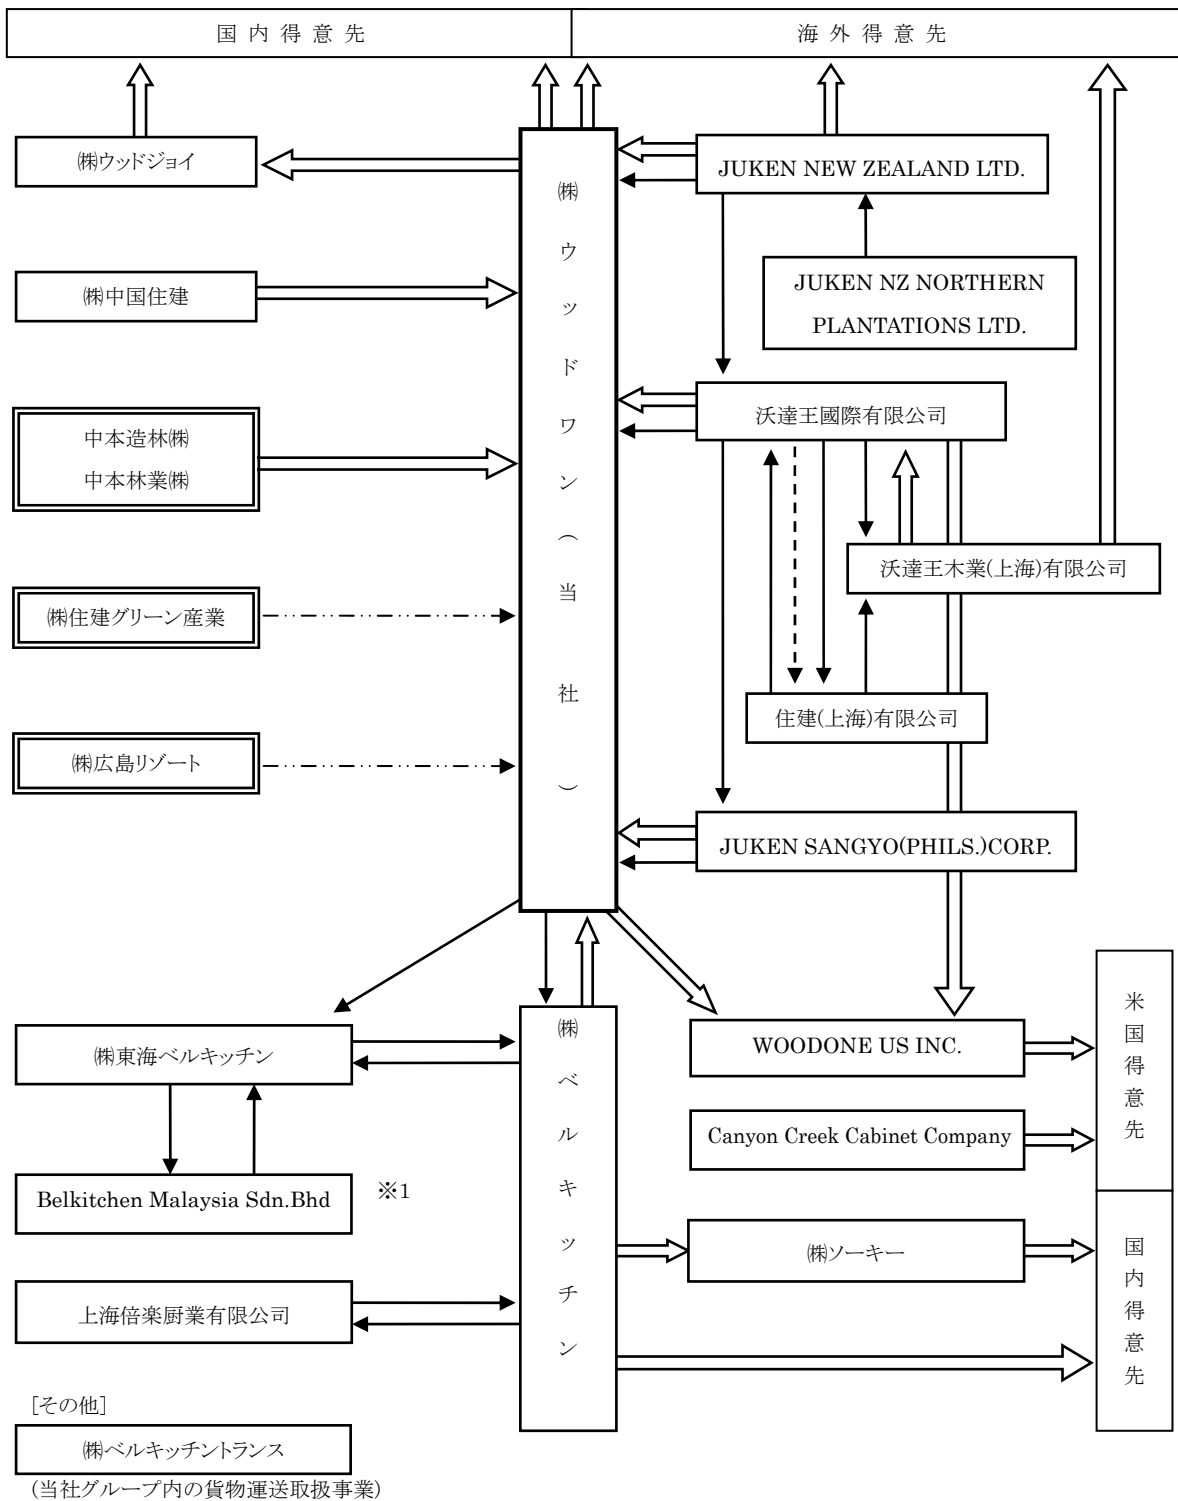 国内得意先
海外得意先
㈱ウッドジョイ
㈱ウッドワン(当社)
JUKEN NEW ZEALAND LTD.
㈱中国住建
JUKEN NZ NORTHERN
PLANTATIONS LTD.
中本造林㈱
中本林業㈱
沃達王國際有限公司
沃達王木業(上海)有限公司
㈱住建グリーン産業
住建(上海)有限公司
㈱広島リゾート
JUKEN SANGYO(PHILS.)CORP.
㈱東海ベルキッチン
㈱ベルキッチン
WOODONE US INC.
米国得意先
Canyon Creek Cabinet Company
Belkitchen Malaysia Sdn.Bhd
※1
㈱ソーキー
国内得意先
上海倍楽厨業有限公司
[その他]
㈱ベルキッチントランス
(当社グループ内の貨物運送取扱事業)